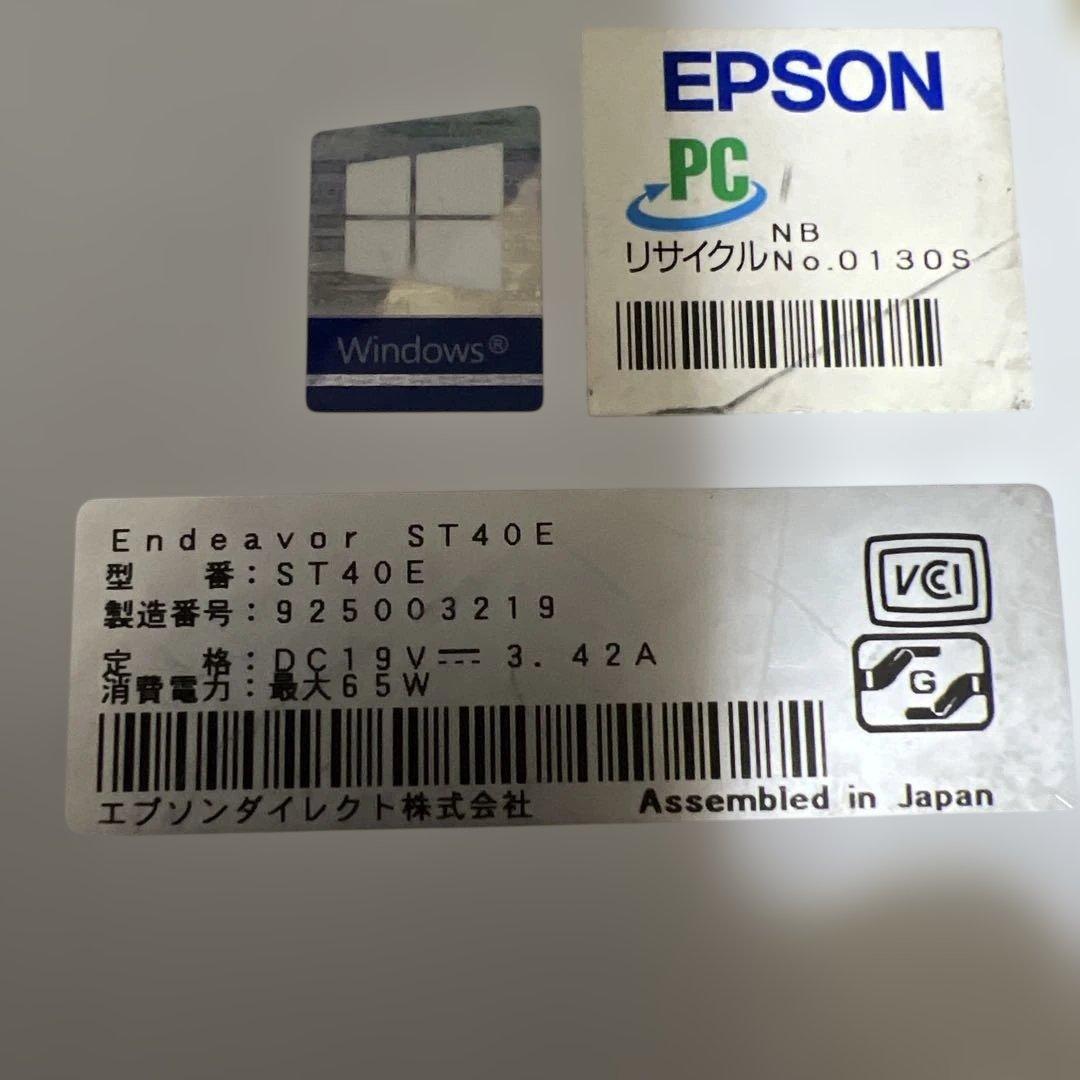 EPSON
PC
NB
リサイクルNo.0130S
Windows®
Endeavor ST40E
型 番：ST40E
製造番号：925003219
定 格：DC19V⎓ 3.42A
消費電力：最大65W
VCCI
G
エプソンダイレクト株式会社 Assembled in Japan